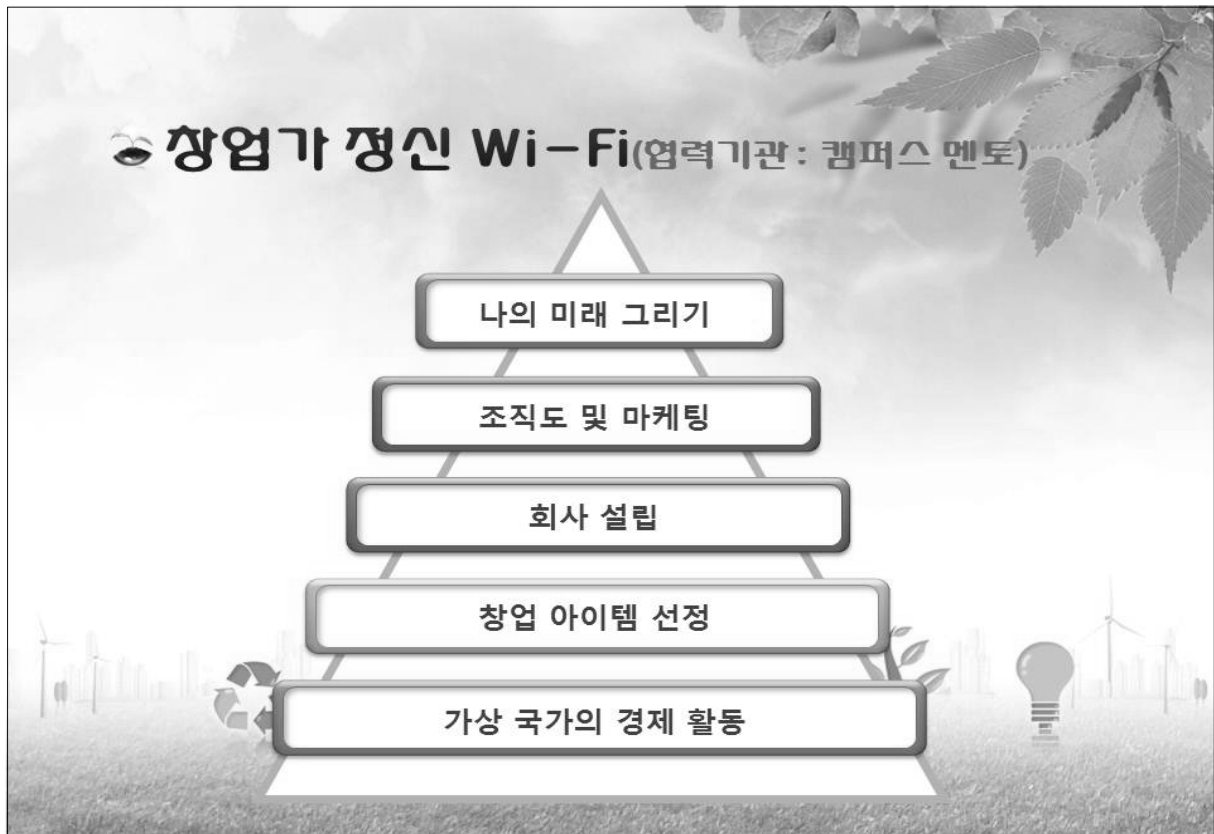 창업가 정신 Wi-Fi(협력기관 : 캠퍼스 멘토)
나의 미래 그리기
조직도 및 마케팅
회사 설립
창업 아이템 선정
가상 국가의 경제 활동